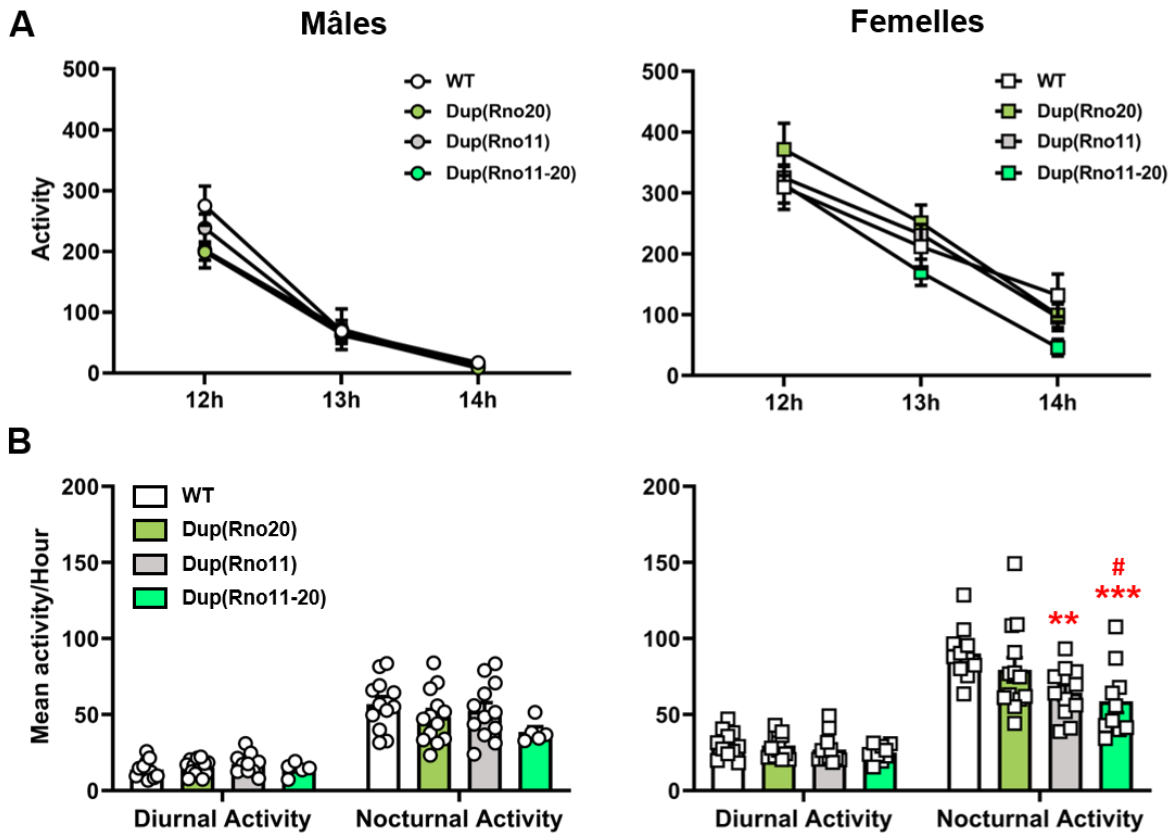 A
Mâles
Femelles
500
400
300
200
100
0
Activity
WT
Dup(Rno20)
Dup(Rno11)
Dup(Rno11-20)
12h
13h
14h
500
400
300
200
100
0
WT
Dup(Rno20)
Dup(Rno11)
Dup(Rno11-20)
12h
13h
14h
B
200
150
100
50
0
Mean activity/Hour
WT
Dup(Rno20)
Dup(Rno11)
Dup(Rno11-20)
Diurnal Activity
Nocturnal Activity
200
150
100
50
0
#
***
**
Diurnal Activity
Nocturnal Activity